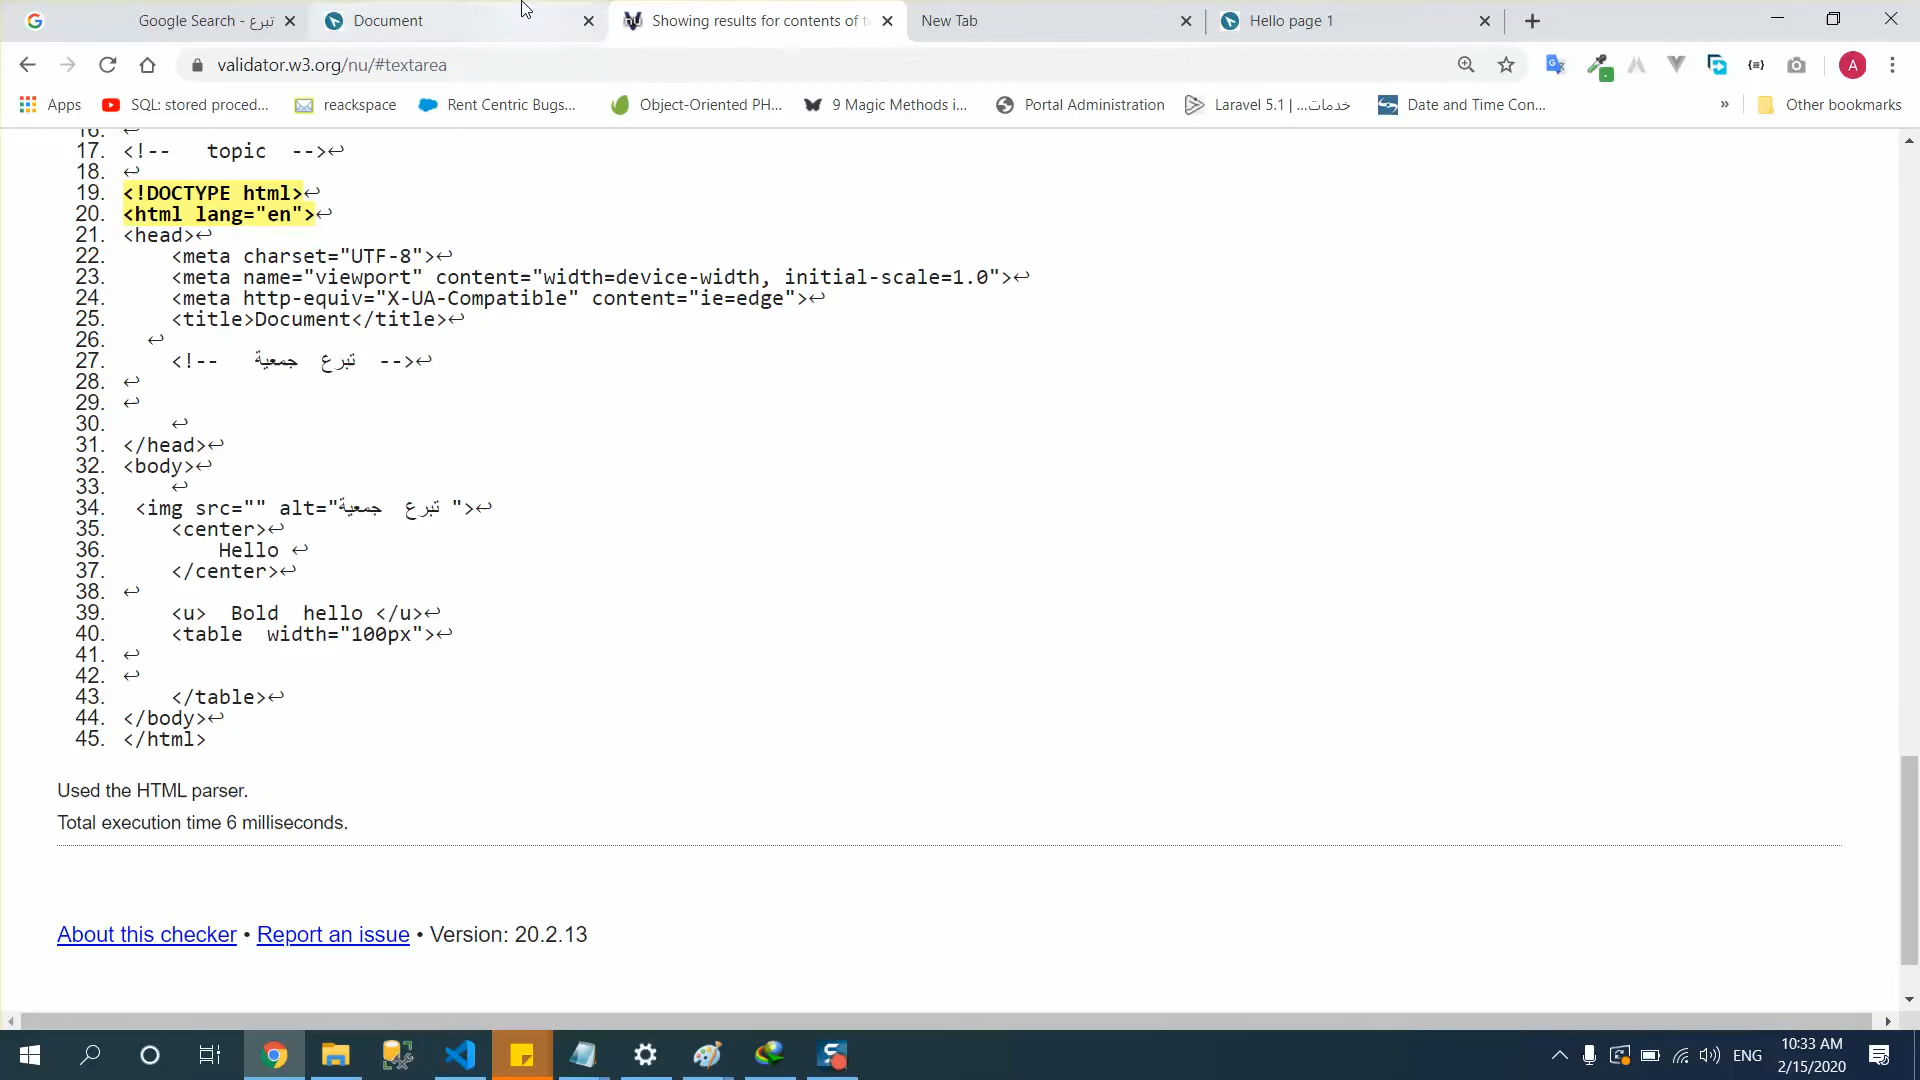 Google Search - تبرع
Document
Showing results for contents of t
New Tab
Hello page 1
validator.w3.org/nu/#textarea
A
Apps
SQL: stored proced...
reackspace
Rent Centric Bugs...
Object-Oriented PH...
9 Magic Methods i...
Portal Administration
Laravel 5.1 | ...خدمات
Date and Time Con...
»
Other bookmarks
16. ↩
17. <!--   topic  -->↩
18. ↩
19. <!DOCTYPE html>↩
20. <html lang="en">↩
21. <head>↩
22.     <meta charset="UTF-8">↩
23.     <meta name="viewport" content="width=device-width, initial-scale=1.0">↩
24.     <meta http-equiv="X-UA-Compatible" content="ie=edge">↩
25.     <title>Document</title>↩
26.   ↩
27.     <!--   تبرع  جمعية  -->↩
28. ↩
29. ↩
30.     ↩
31. </head>↩
32. <body>↩
33.     ↩
34.  <img src="" alt="تبرع  جمعية ">↩
35.     <center>↩
36.         Hello ↩
37.     </center>↩
38. ↩
39.     <u>  Bold  hello </u>↩
40.     <table  width="100px">↩
41. ↩
42. ↩
43.     </table>↩
44. </body>↩
45. </html>
Used the HTML parser.
Total execution time 6 milliseconds.
About this checker • Report an issue • Version: 20.2.13
ENG
10:33 AM
2/15/2020